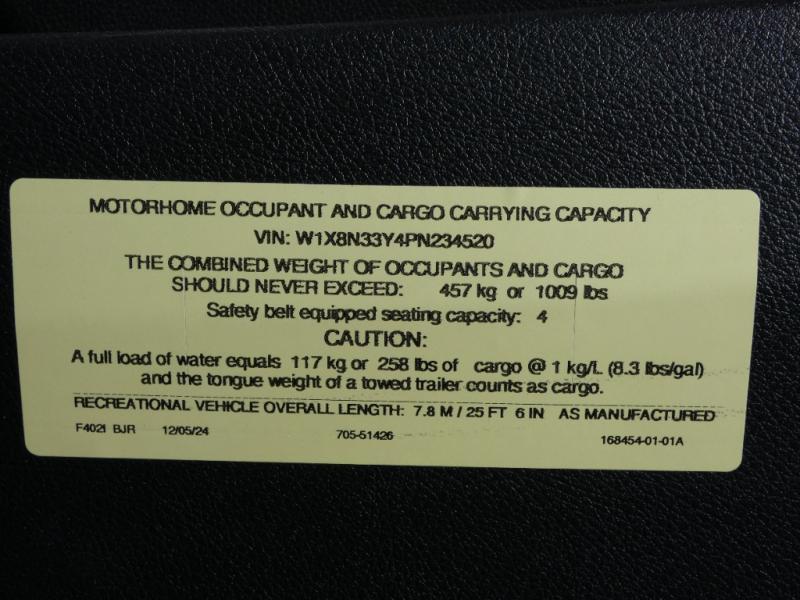 MOTORHOME OCCUPANT AND CARGO CARRYING CAPACITY
VIN: W1X8N33Y4PN234520
THE COMBINED WEIGHT OF OCCUPANTS AND CARGO
SHOULD NEVER EXCEED: 457 kg or 1009 lbs
Safety belt equipped seating capacity: 4
CAUTION:
A full load of water equals 117 kg or 258 lbs of cargo @ 1 kg/L (8.3 lbs/gal)
and the tongue weight of a towed trailer counts as cargo.
RECREATIONAL VEHICLE OVERALL LENGTH: 7.8 M / 25 FT 6 IN AS MANUFACTURED
F402I BJR 12/05/24 705-51426 168454-01-01A